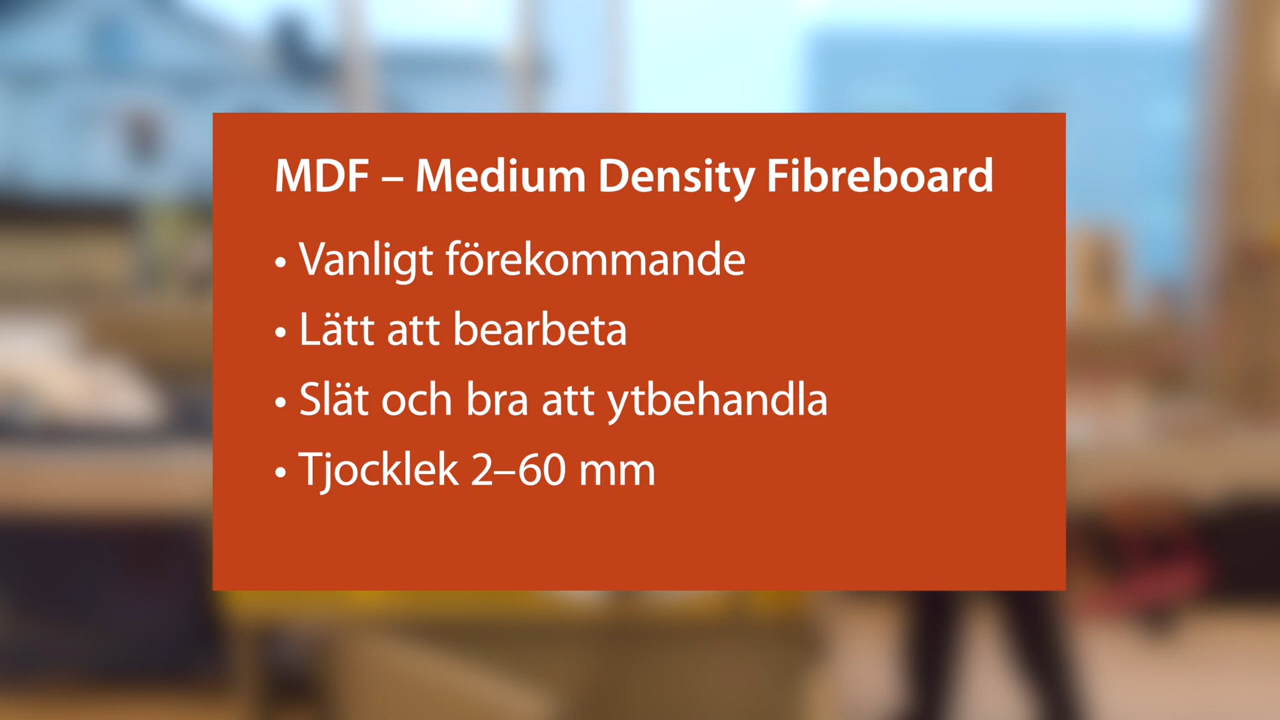 MDF – Medium Density Fibreboard
• Vanligt förekommande
• Lätt att bearbeta
• Slät och bra att ytbehandla
• Tjocklek 2–60 mm